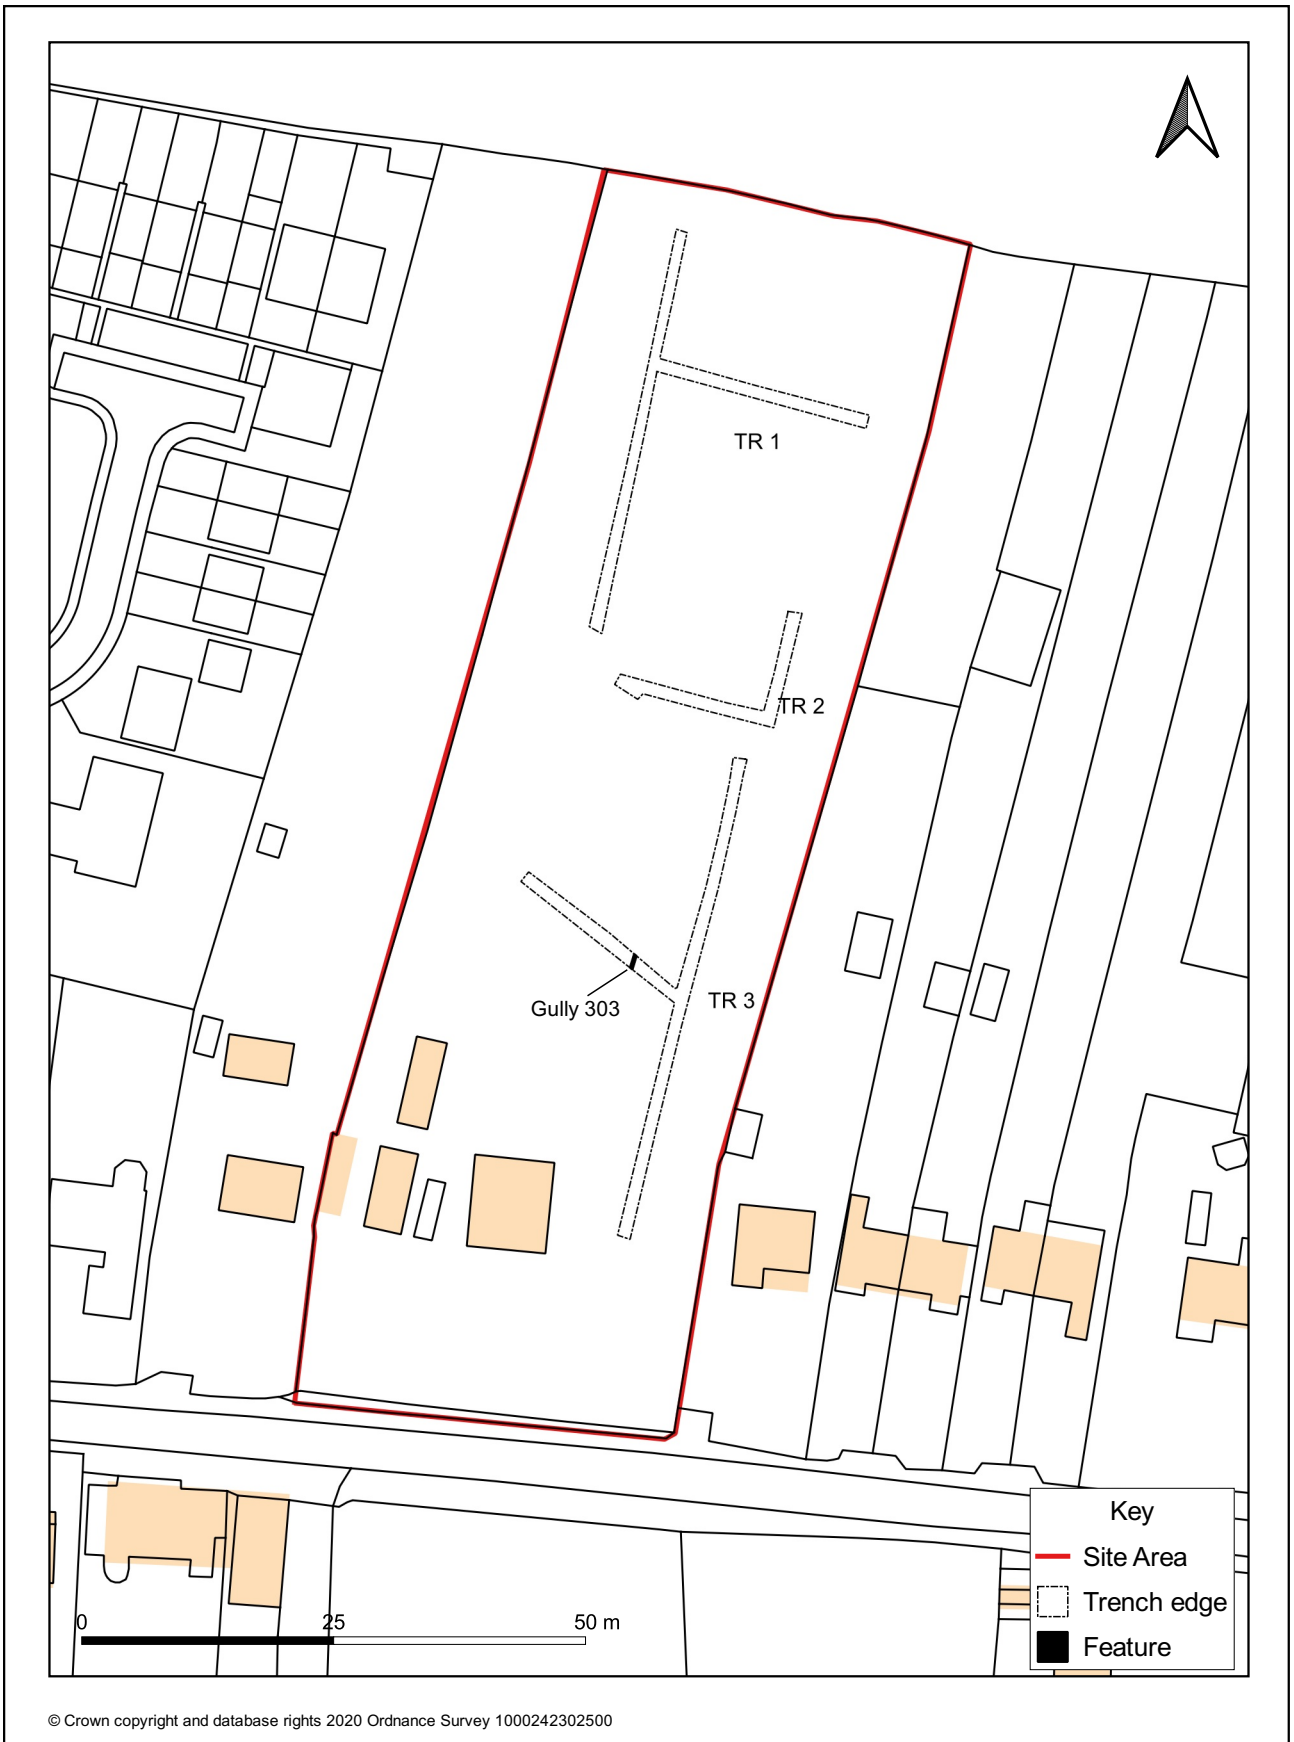 TR 1
TR 2
TR 3
Gully 303
Key
Site Area
Trench edge
Feature
0 25 50 m
© Crown copyright and database rights 2020 Ordnance Survey 1000242302500